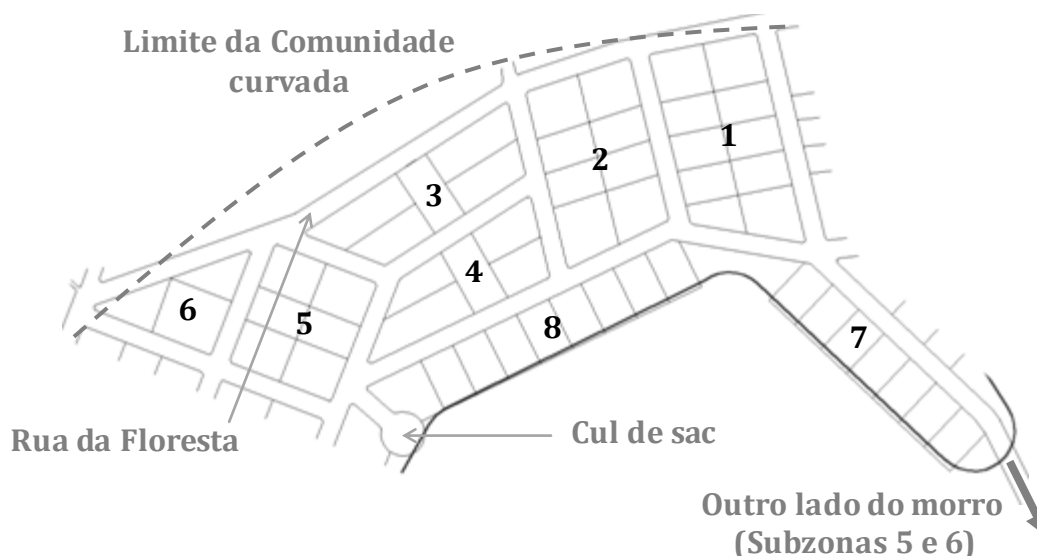 Limite da Comunidade
curvada
1
2
3
4
6
5
8
7
Rua da Floresta
Cul de sac
Outro lado do morro
(Subzonas 5 e 6)